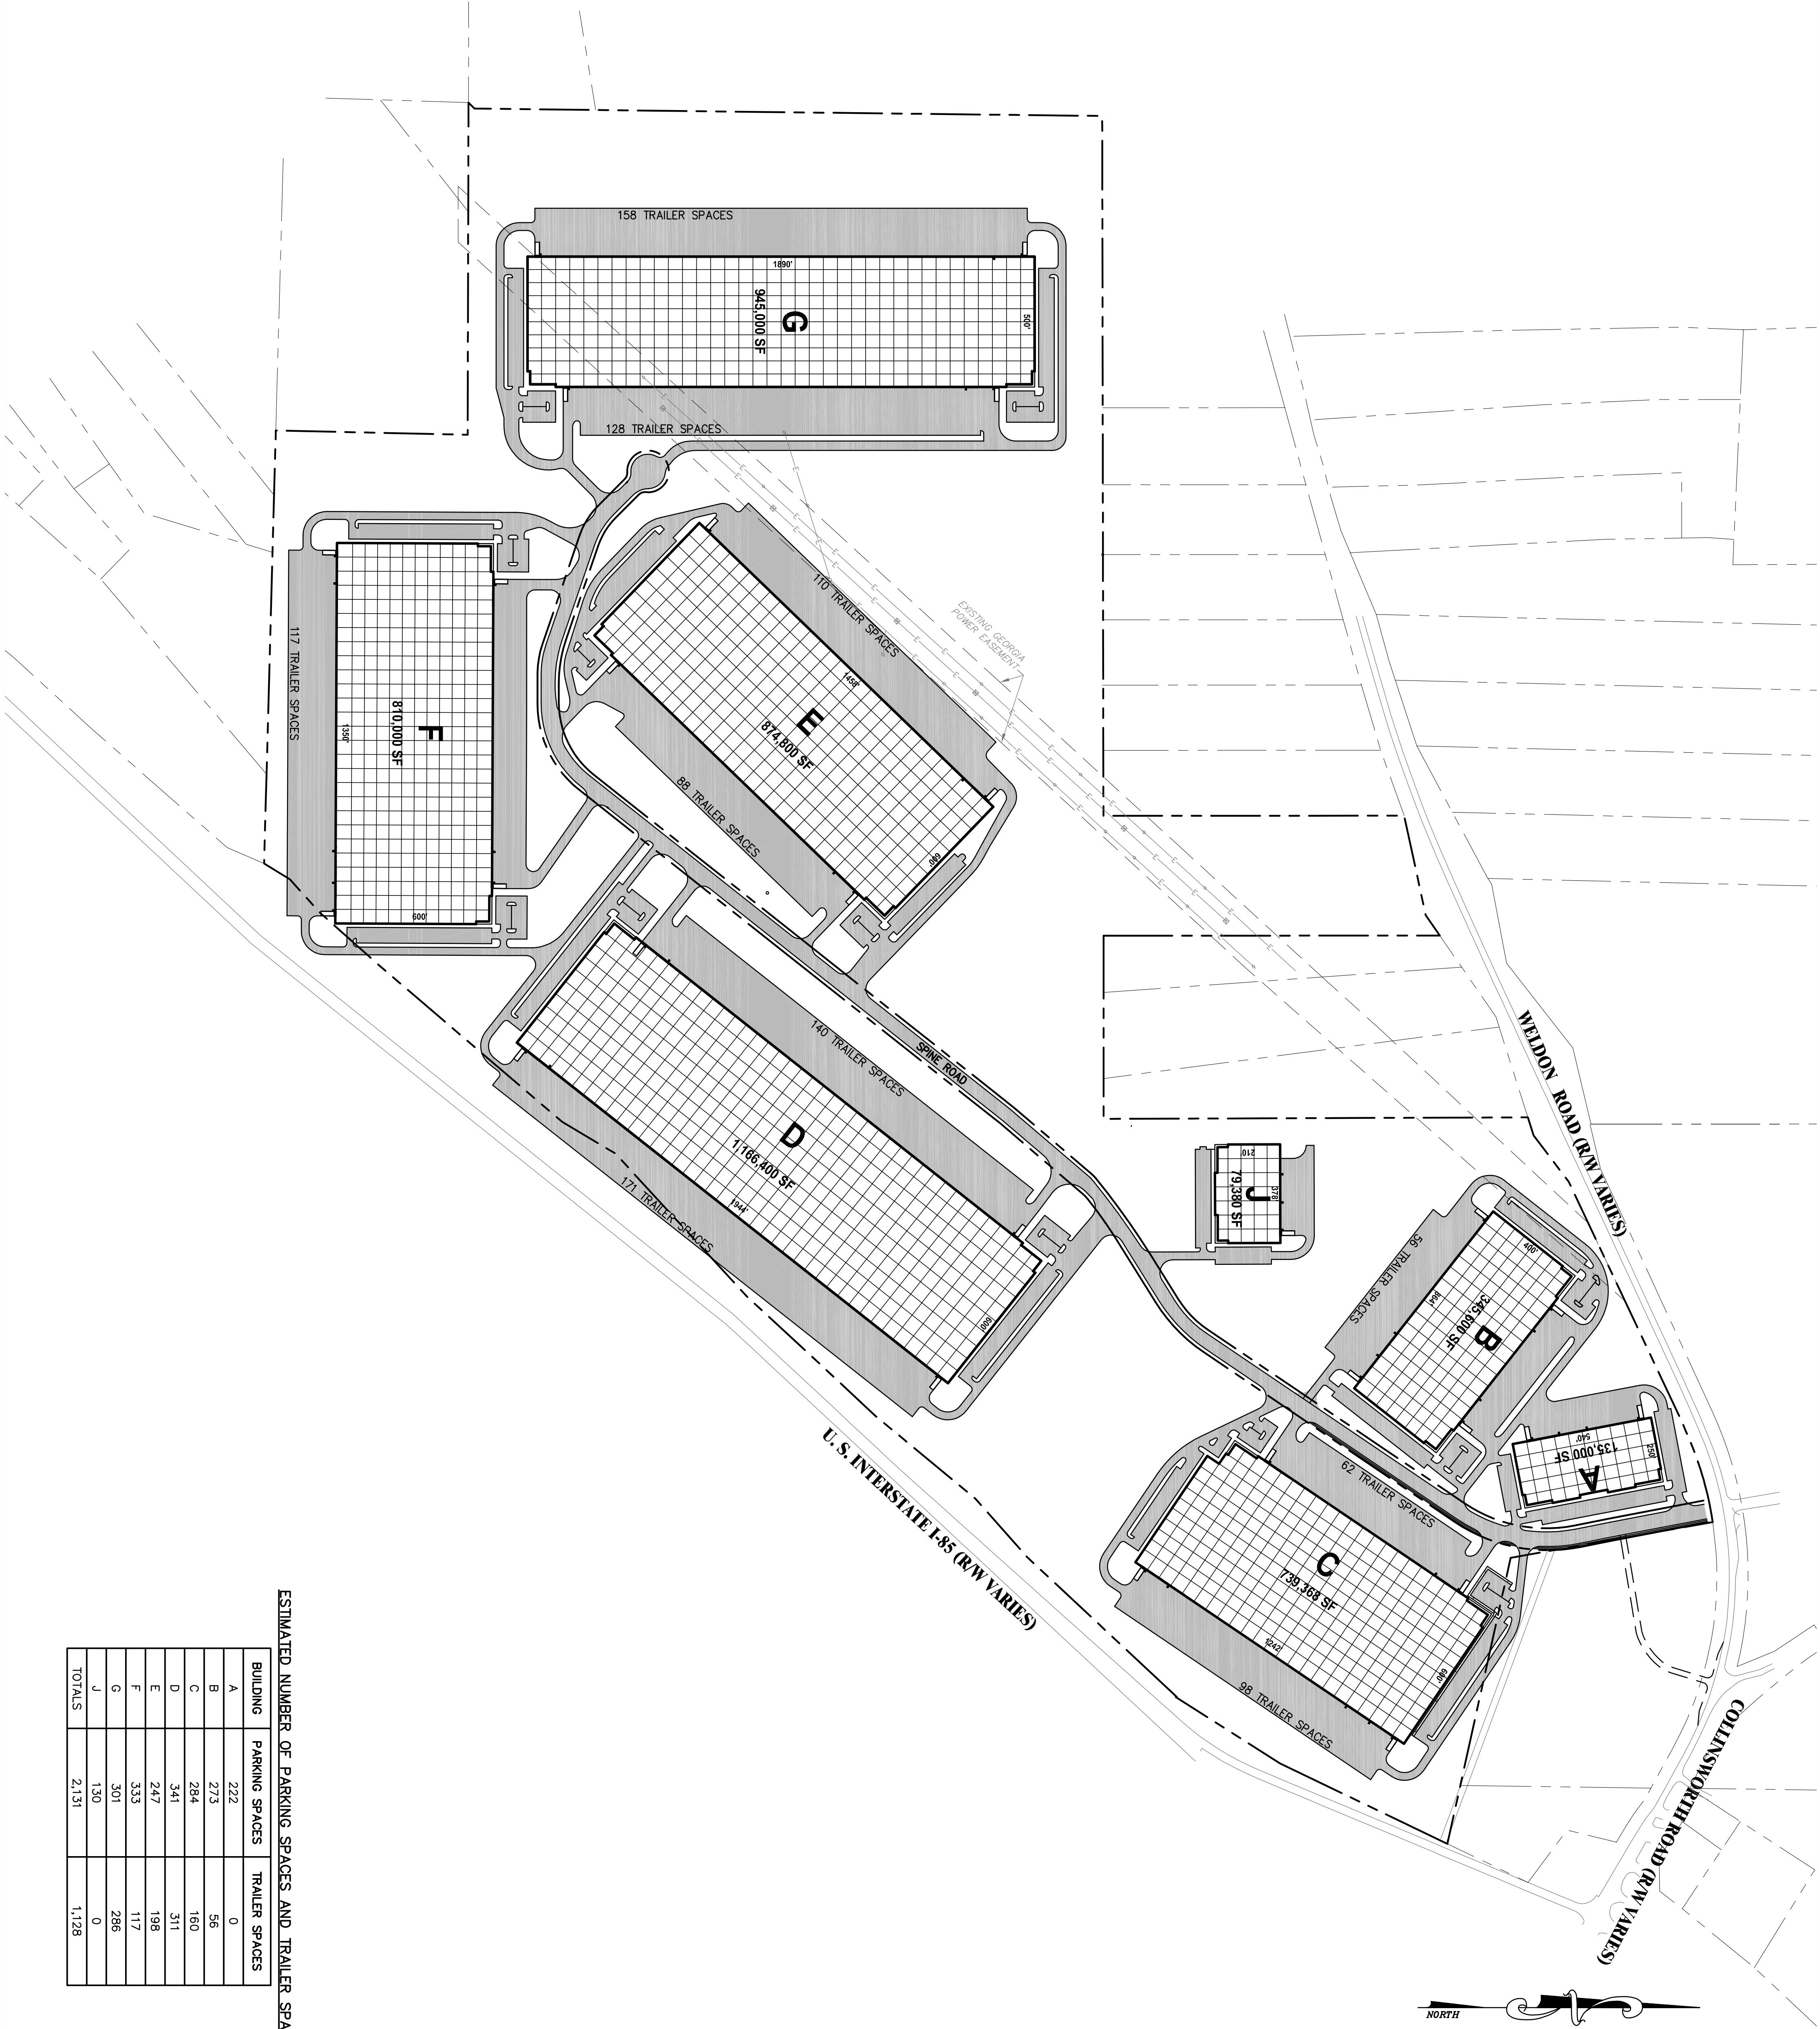 158 TRAILER SPACES
1890'
G
945,000 SF
500'
128 TRAILER SPACES
117 TRAILER SPACES
F
810,000 SF
1350'
600'
110 TRAILER SPACES
1458'
E
874,800 SF
88 TRAILER SPACES
600'
EXISTING GEORGIA
POWER EASEMENT
140 TRAILER SPACES
SPINE ROAD
D
1,166,400 SF
1944'
171 TRAILER SPACES
600'
WELDON ROAD (R/W VARIES)
210'
J
378'
79,380 SF
56 TRAILER SPACES
400'
864'
B
345,600 SF
540'
250'
135,000 SF
A
62 TRAILER SPACES
C
739,368 SF
1242'
600'
98 TRAILER SPACES
U. S. INTERSTATE I-85 (R/W VARIES)
COLLINSWORTH ROAD (R/W VARIES)
ESTIMATED NUMBER OF PARKING SPACES AND TRAILER SPA
BUILDING PARKING SPACES TRAILER SPACES
A 222 0
B 273 56
C 284 160
D 341 311
E 247 198
F 333 117
G 301 286
J 130 0
TOTALS 2,131 1,128
NORTH